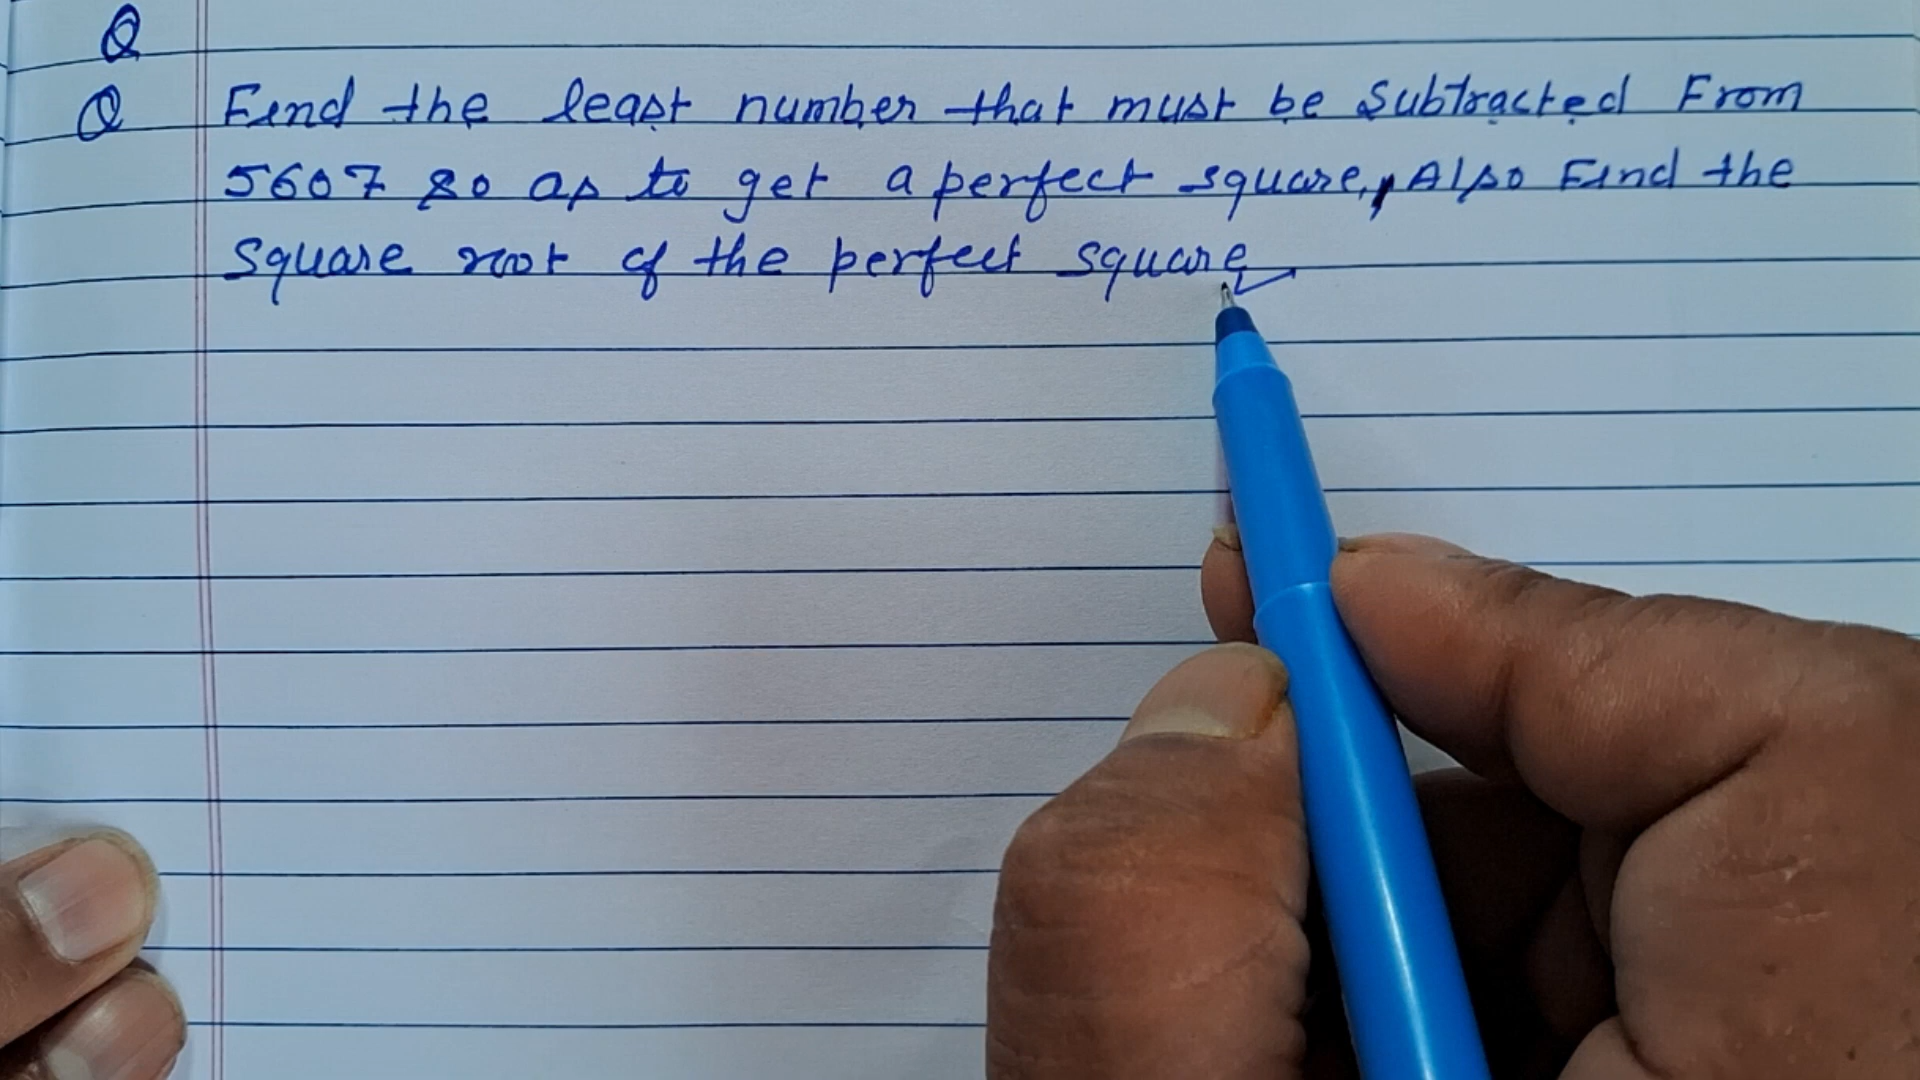 Q
Q Find the least number that must be subtracted From
5607 so as to get a perfect square, Also Find the
square root of the perfect square